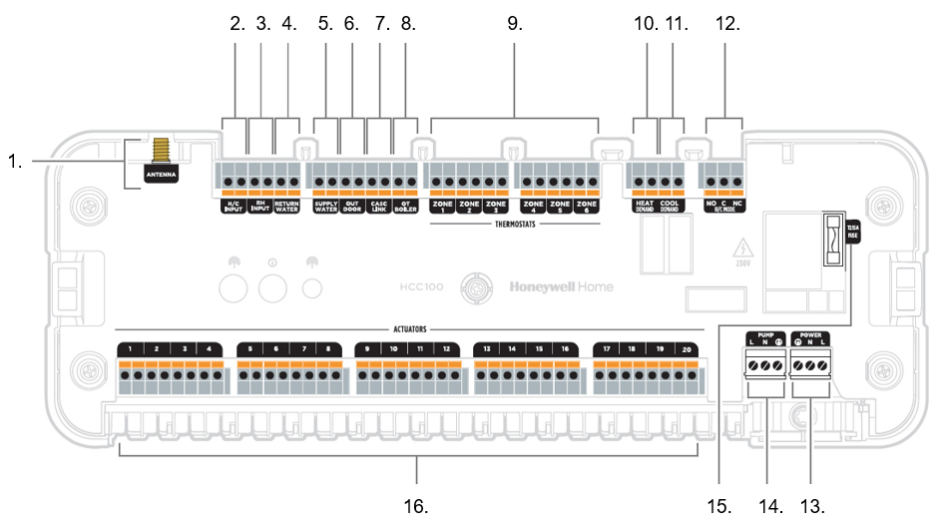 2. 3. 4. 5. 6. 7. 8. 9. 10. 11. 12.
1.
ANTENNA
H/C INPUT
RH INPUT
RETURN WATER
SUPPLY WATER
OUT DOOR
CASC LINK
OT BOILER
ZONE 1
ZONE 2
ZONE 3
ZONE 4
ZONE 5
ZONE 6
THERMOSTATS
HEAT DEMAND
COOL DEMAND
NO C NC
H/C MODE
FUSE
230V
HCC100
Honeywell Home
ACTUATORS
1 2 3 4 5 6 7 8 9 10 11 12 13 14 15 16 17 18 19 20
PUMP
L N
POWER
N L
16. 15. 14. 13.